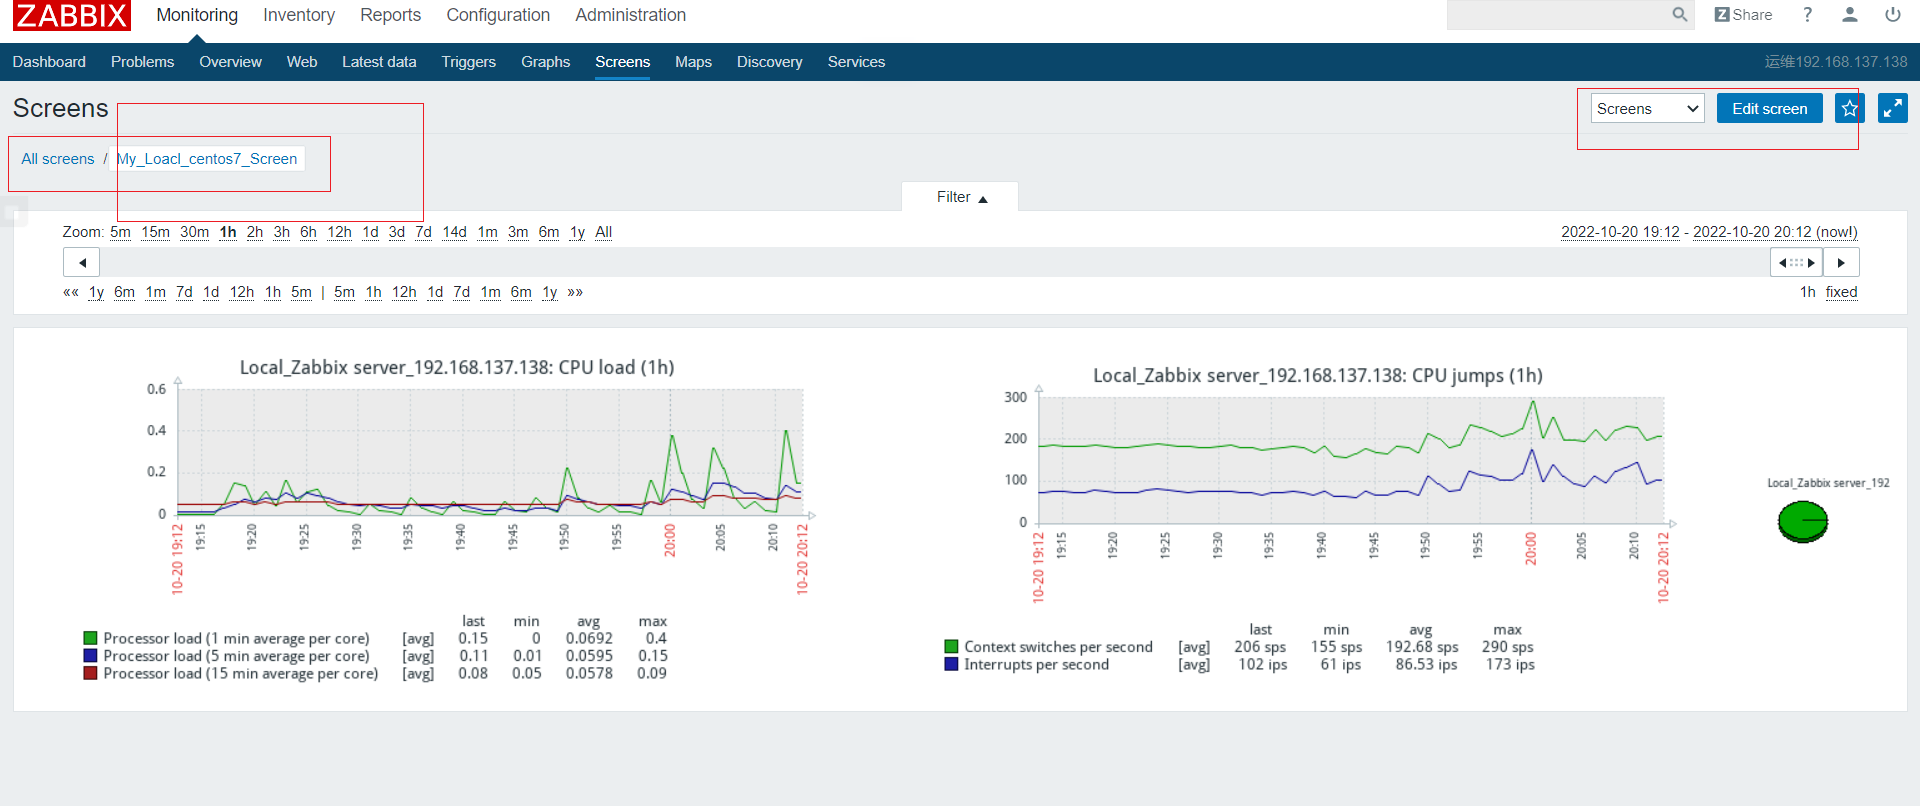 ZABBIX Monitoring Inventory Reports Configuration Administration Z Share ?
Dashboard Problems Overview Web Latest data Triggers Graphs Screens Maps Discovery Services 运维192.168.137.138
Screens Screens Edit screen
All screens / My_Loacl_centos7_Screen
Filter ▲
Zoom: 5m 15m 30m 1h 2h 3h 6h 12h 1d 3d 7d 14d 1m 3m 6m 1y All 2022-10-20 19:12 - 2022-10-20 20:12 (now!)
«« 1y 6m 1m 7d 1d 12h 1h 5m | 5m 1h 12h 1d 7d 1m 6m 1y »» 1h fixed
Local_Zabbix server_192.168.137.138: CPU load (1h)
0.6
0.4
0.2
0
10-20 19:12 19:15 19:20 19:25 19:30 19:35 19:40 19:45 19:50 19:55 20:00 20:05 20:10 10-20 20:12
last min avg max
Processor load (1 min average per core) [avg] 0.15 0 0.0692 0.4
Processor load (5 min average per core) [avg] 0.11 0.01 0.0595 0.15
Processor load (15 min average per core) [avg] 0.08 0.05 0.0578 0.09
Local_Zabbix server_192.168.137.138: CPU jumps (1h)
300
200
100
0
10-20 19:12 19:15 19:20 19:25 19:30 19:35 19:40 19:45 19:50 19:55 20:00 20:05 20:10 10-20 20:12
last min avg max
Context switches per second [avg] 206 sps 155 sps 192.68 sps 290 sps
Interrupts per second [avg] 102 ips 61 ips 86.53 ips 173 ips
Local_Zabbix server_192